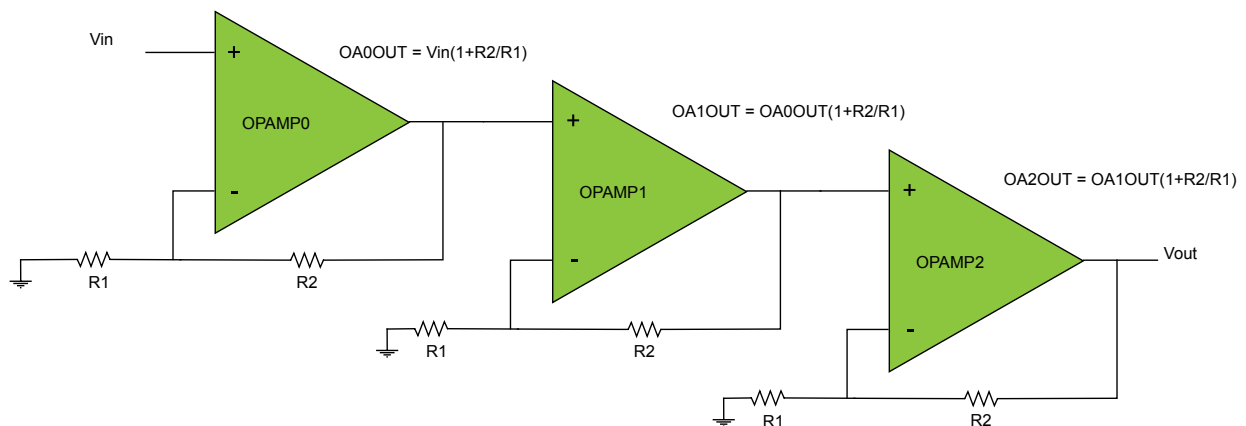 Vin
+
OA0OUT = Vin(1+R2/R1)
OPAMP0
-
R1
R2
+
OA1OUT = OA0OUT(1+R2/R1)
OPAMP1
-
R1
R2
+
OA2OUT = OA1OUT(1+R2/R1)
OPAMP2
Vout
-
R1
R2